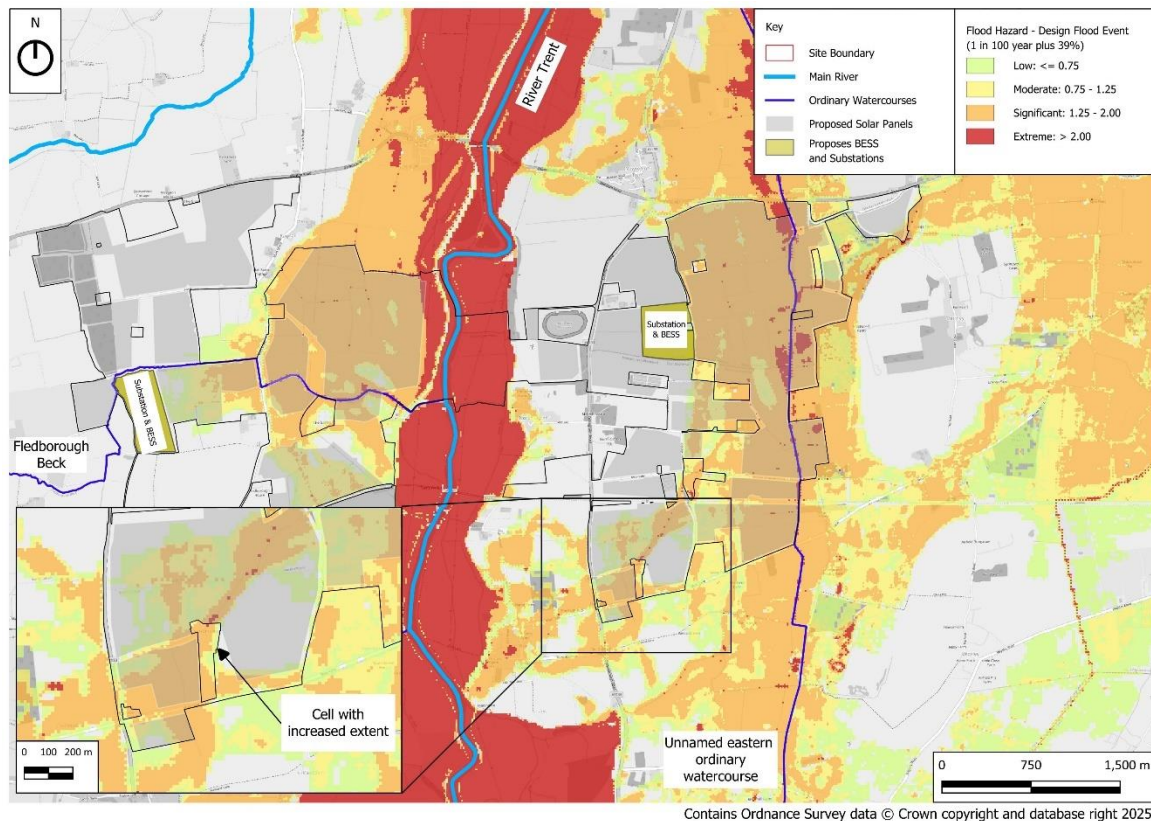 N
River Trent
Key
Site Boundary
Main River
Ordinary Watercourses
Proposed Solar Panels
Proposes BESS
and Substations
Flood Hazard - Design Flood Event
(1 in 100 year plus 39%)
Low: <= 0.75
Moderate: 0.75 - 1.25
Significant: 1.25 - 2.00
Extreme: > 2.00
Substation
& BESS
Substation & BESS
Fledborough
Beck
Cell with
increased extent
0 100 200 m
Unnamed eastern
ordinary
watercourse
0 750 1,500 m
Contains Ordnance Survey data © Crown copyright and database right 2025